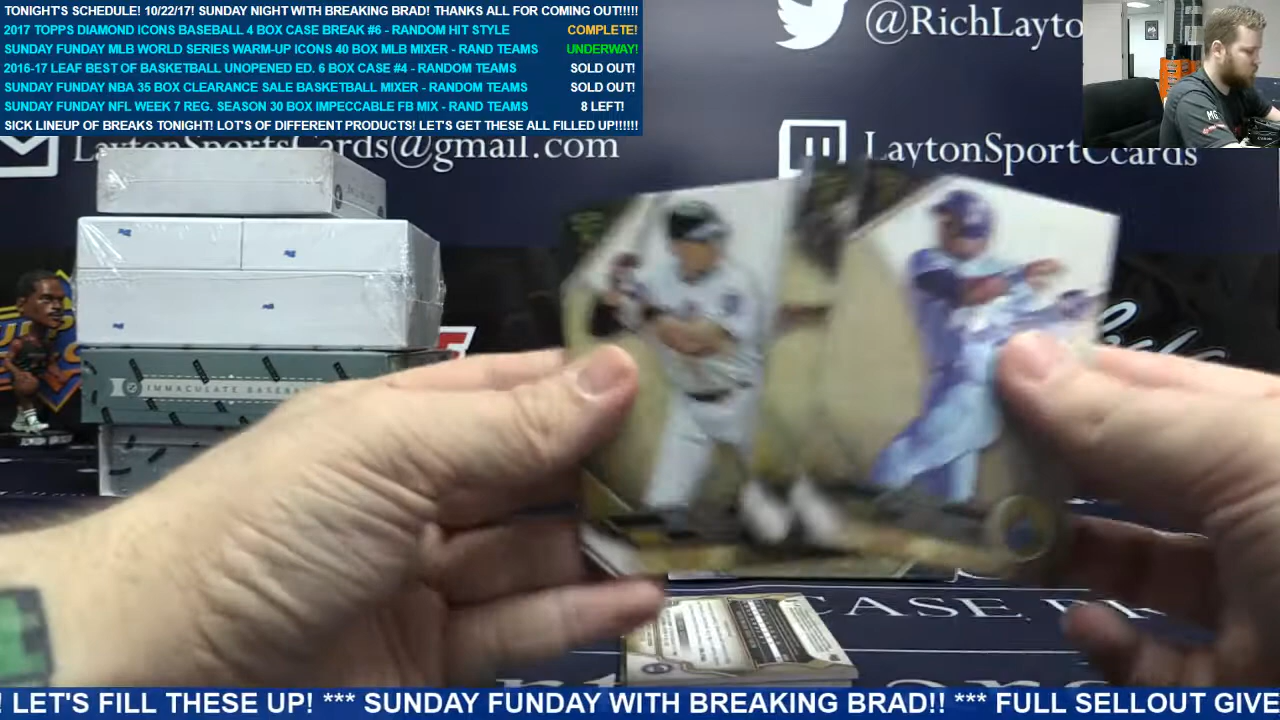 TONIGHT'S SCHEDULE! 10/22/17! SUNDAY NIGHT WITH BREAKING BRAD! THANKS ALL FOR COMING OUT!!!!!
2017 TOPPS DIAMOND ICONS BASEBALL 4 BOX CASE BREAK #6 - RANDOM HIT STYLE COMPLETE!
SUNDAY FUNDAY MLB WORLD SERIES WARM-UP ICONS 40 BOX MLB MIXER - RAND TEAMS UNDERWAY!
2016-17 LEAF BEST OF BASKETBALL UNOPENED ED. 6 BOX CASE #4 - RANDOM TEAMS SOLD OUT!
SUNDAY FUNDAY NBA 35 BOX CLEARANCE SALE BASKETBALL MIXER - RANDOM TEAMS SOLD OUT!
SUNDAY FUNDAY NFL WEEK 7 REG. SEASON 30 BOX IMPECCABLE FB MIX - RAND TEAMS 8 LEFT!
SICK LINEUP OF BREAKS TONIGHT! LOT'S OF DIFFERENT PRODUCTS! LET'S GET THESE ALL FILLED UP!!!!!!
@RichLayto
MG
LaytonSportsCards@gmail.com
LaytonSportCcards
IMMACULATE BASEB
CASE
! LET'S FILL THESE UP! *** SUNDAY FUNDAY WITH BREAKING BRAD!! *** FULL SELLOUT GIVE